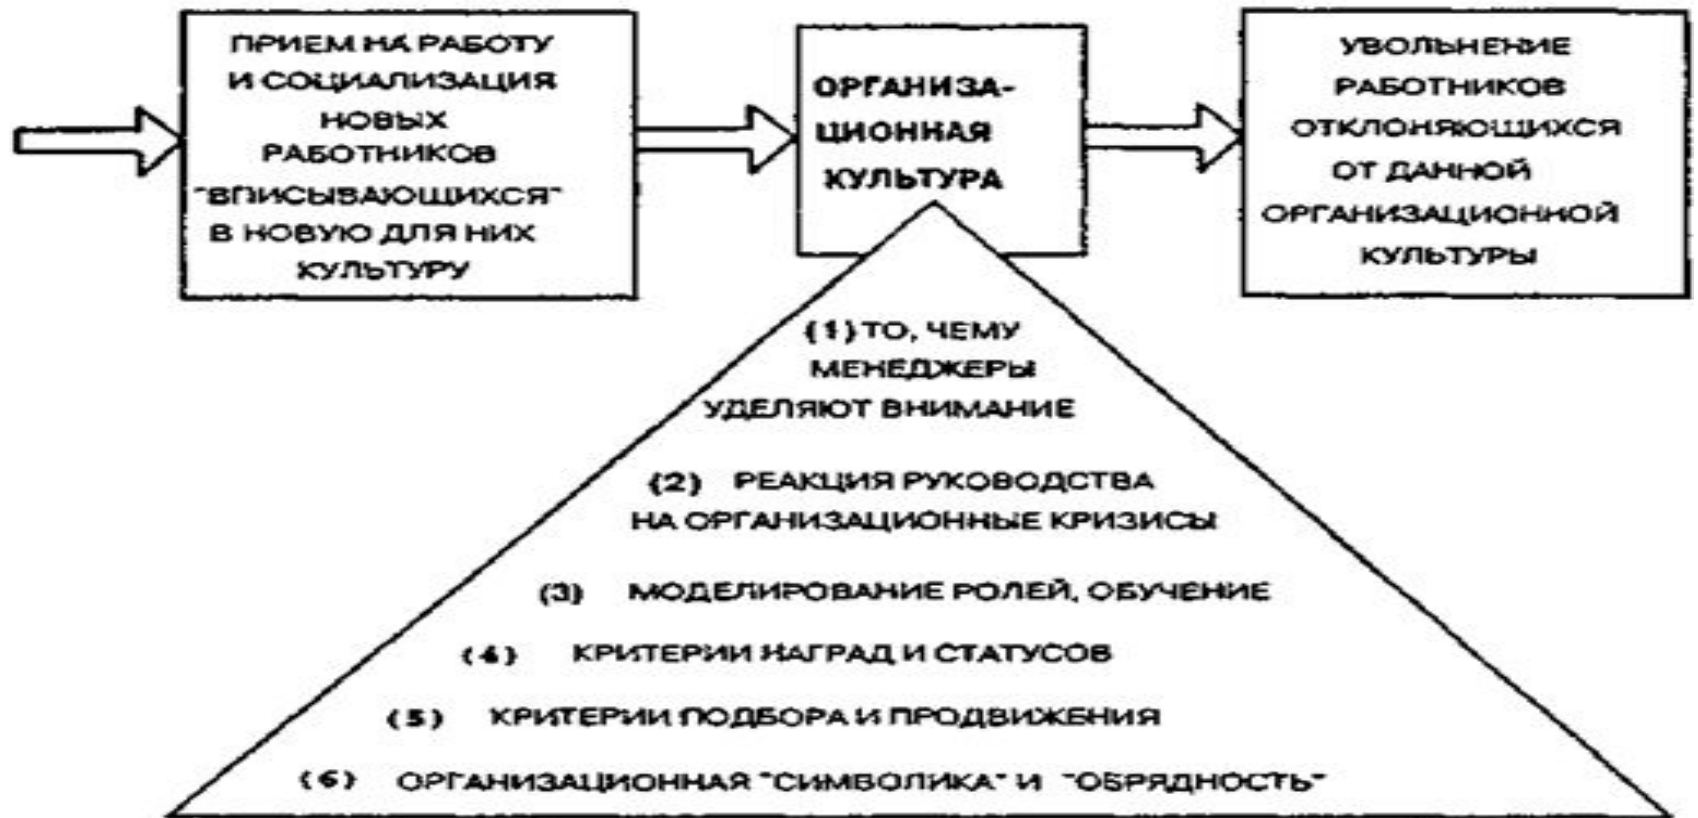 ПРИЕМ НА РАБОТУ
И СОЦИАЛИЗАЦИЯ
НОВЫХ
РАБОТНИКОВ
"ВПИСЫВАЮЩИХСЯ"
В НОВУЮ ДЛЯ НИХ
КУЛЬТУРУ
ОРГАНИЗА-
ЦИОННАЯ
КУЛЬТУРА
УВОЛЬНЕНИЕ
РАБОТНИКОВ
ОТКЛОНЯЮЩИХСЯ
ОТ ДАННОЙ
ОРГАНИЗАЦИОННОЙ
КУЛЬТУРЫ
(1) ТО, ЧЕМУ
МЕНЕДЖЕРЫ
УДЕЛЯЮТ ВНИМАНИЕ
(2) РЕАКЦИЯ РУКОВОДСТВА
НА ОРГАНИЗАЦИОННЫЕ КРИЗИСЫ
(3) МОДЕЛИРОВАНИЕ РОЛЕЙ, ОБУЧЕНИЕ
(4) КРИТЕРИИ НАГРАД И СТАТУСОВ
(5) КРИТЕРИИ ПОДБОРА И ПРОДВИЖЕНИЯ
(6) ОРГАНИЗАЦИОННАЯ "СИМВОЛИКА" И "ОБРЯДНОСТЬ"